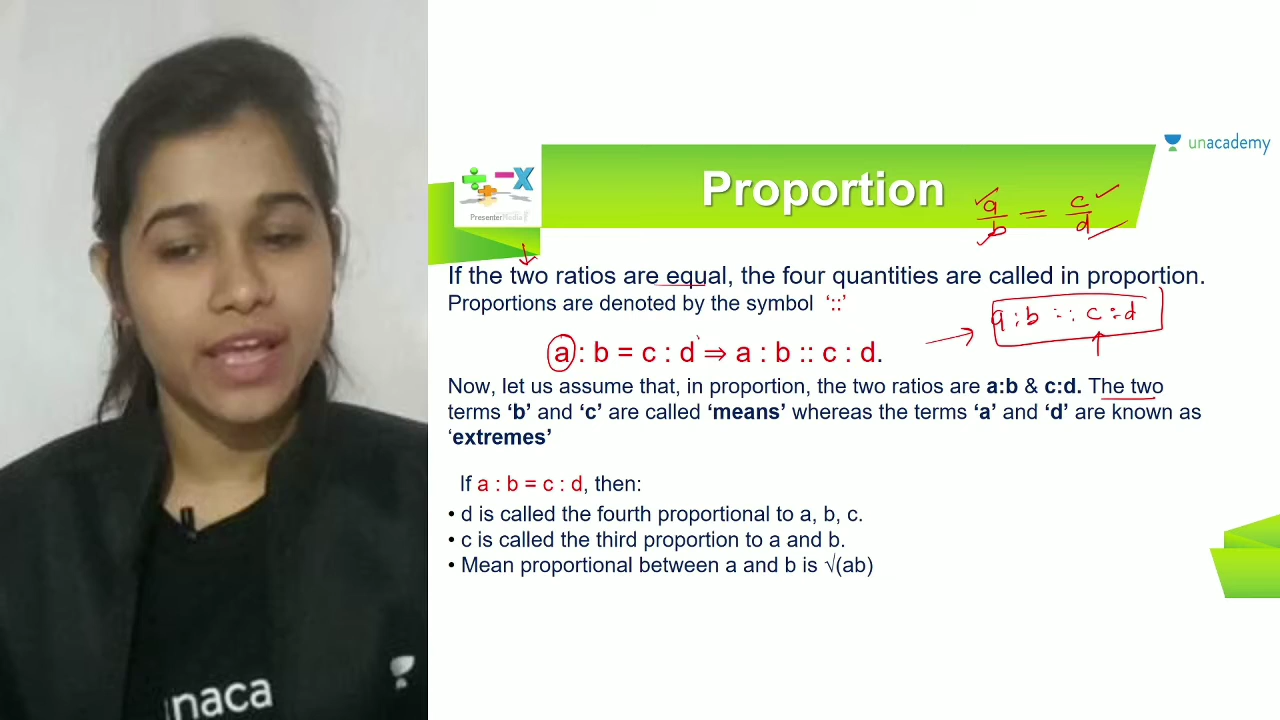 unacademy
PresenterMedia
Proportion
a/b = c/d
If the two ratios are equal, the four quantities are called in proportion.
Proportions are denoted by the symbol ‘::’
a : b :: c : d
a : b = c : d ⇒ a : b :: c : d.
Now, let us assume that, in proportion, the two ratios are a:b & c:d. The two
terms ‘b’ and ‘c’ are called ‘means’ whereas the terms ‘a’ and ‘d’ are known as
‘extremes’
If a : b = c : d, then:
• d is called the fourth proportional to a, b, c.
• c is called the third proportion to a and b.
• Mean proportional between a and b is √(ab)
unaca